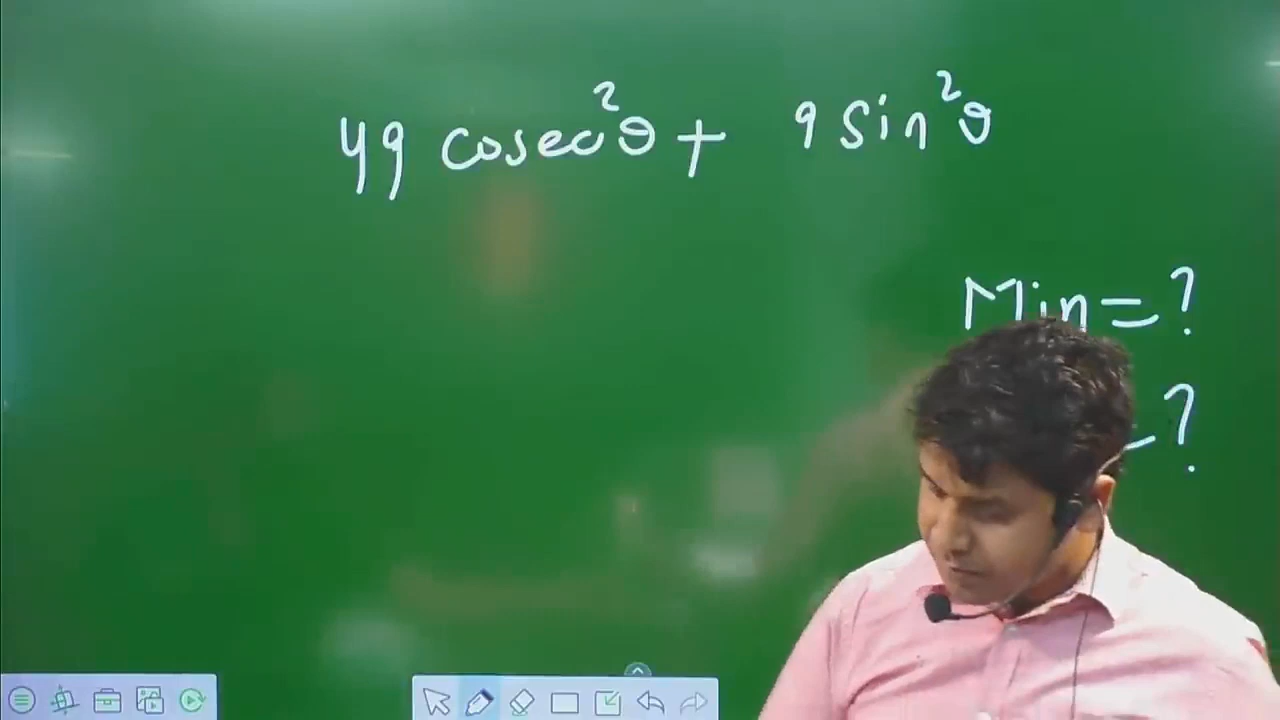 49 cosec²θ + 9 sin²θ
Min = ?
= ?